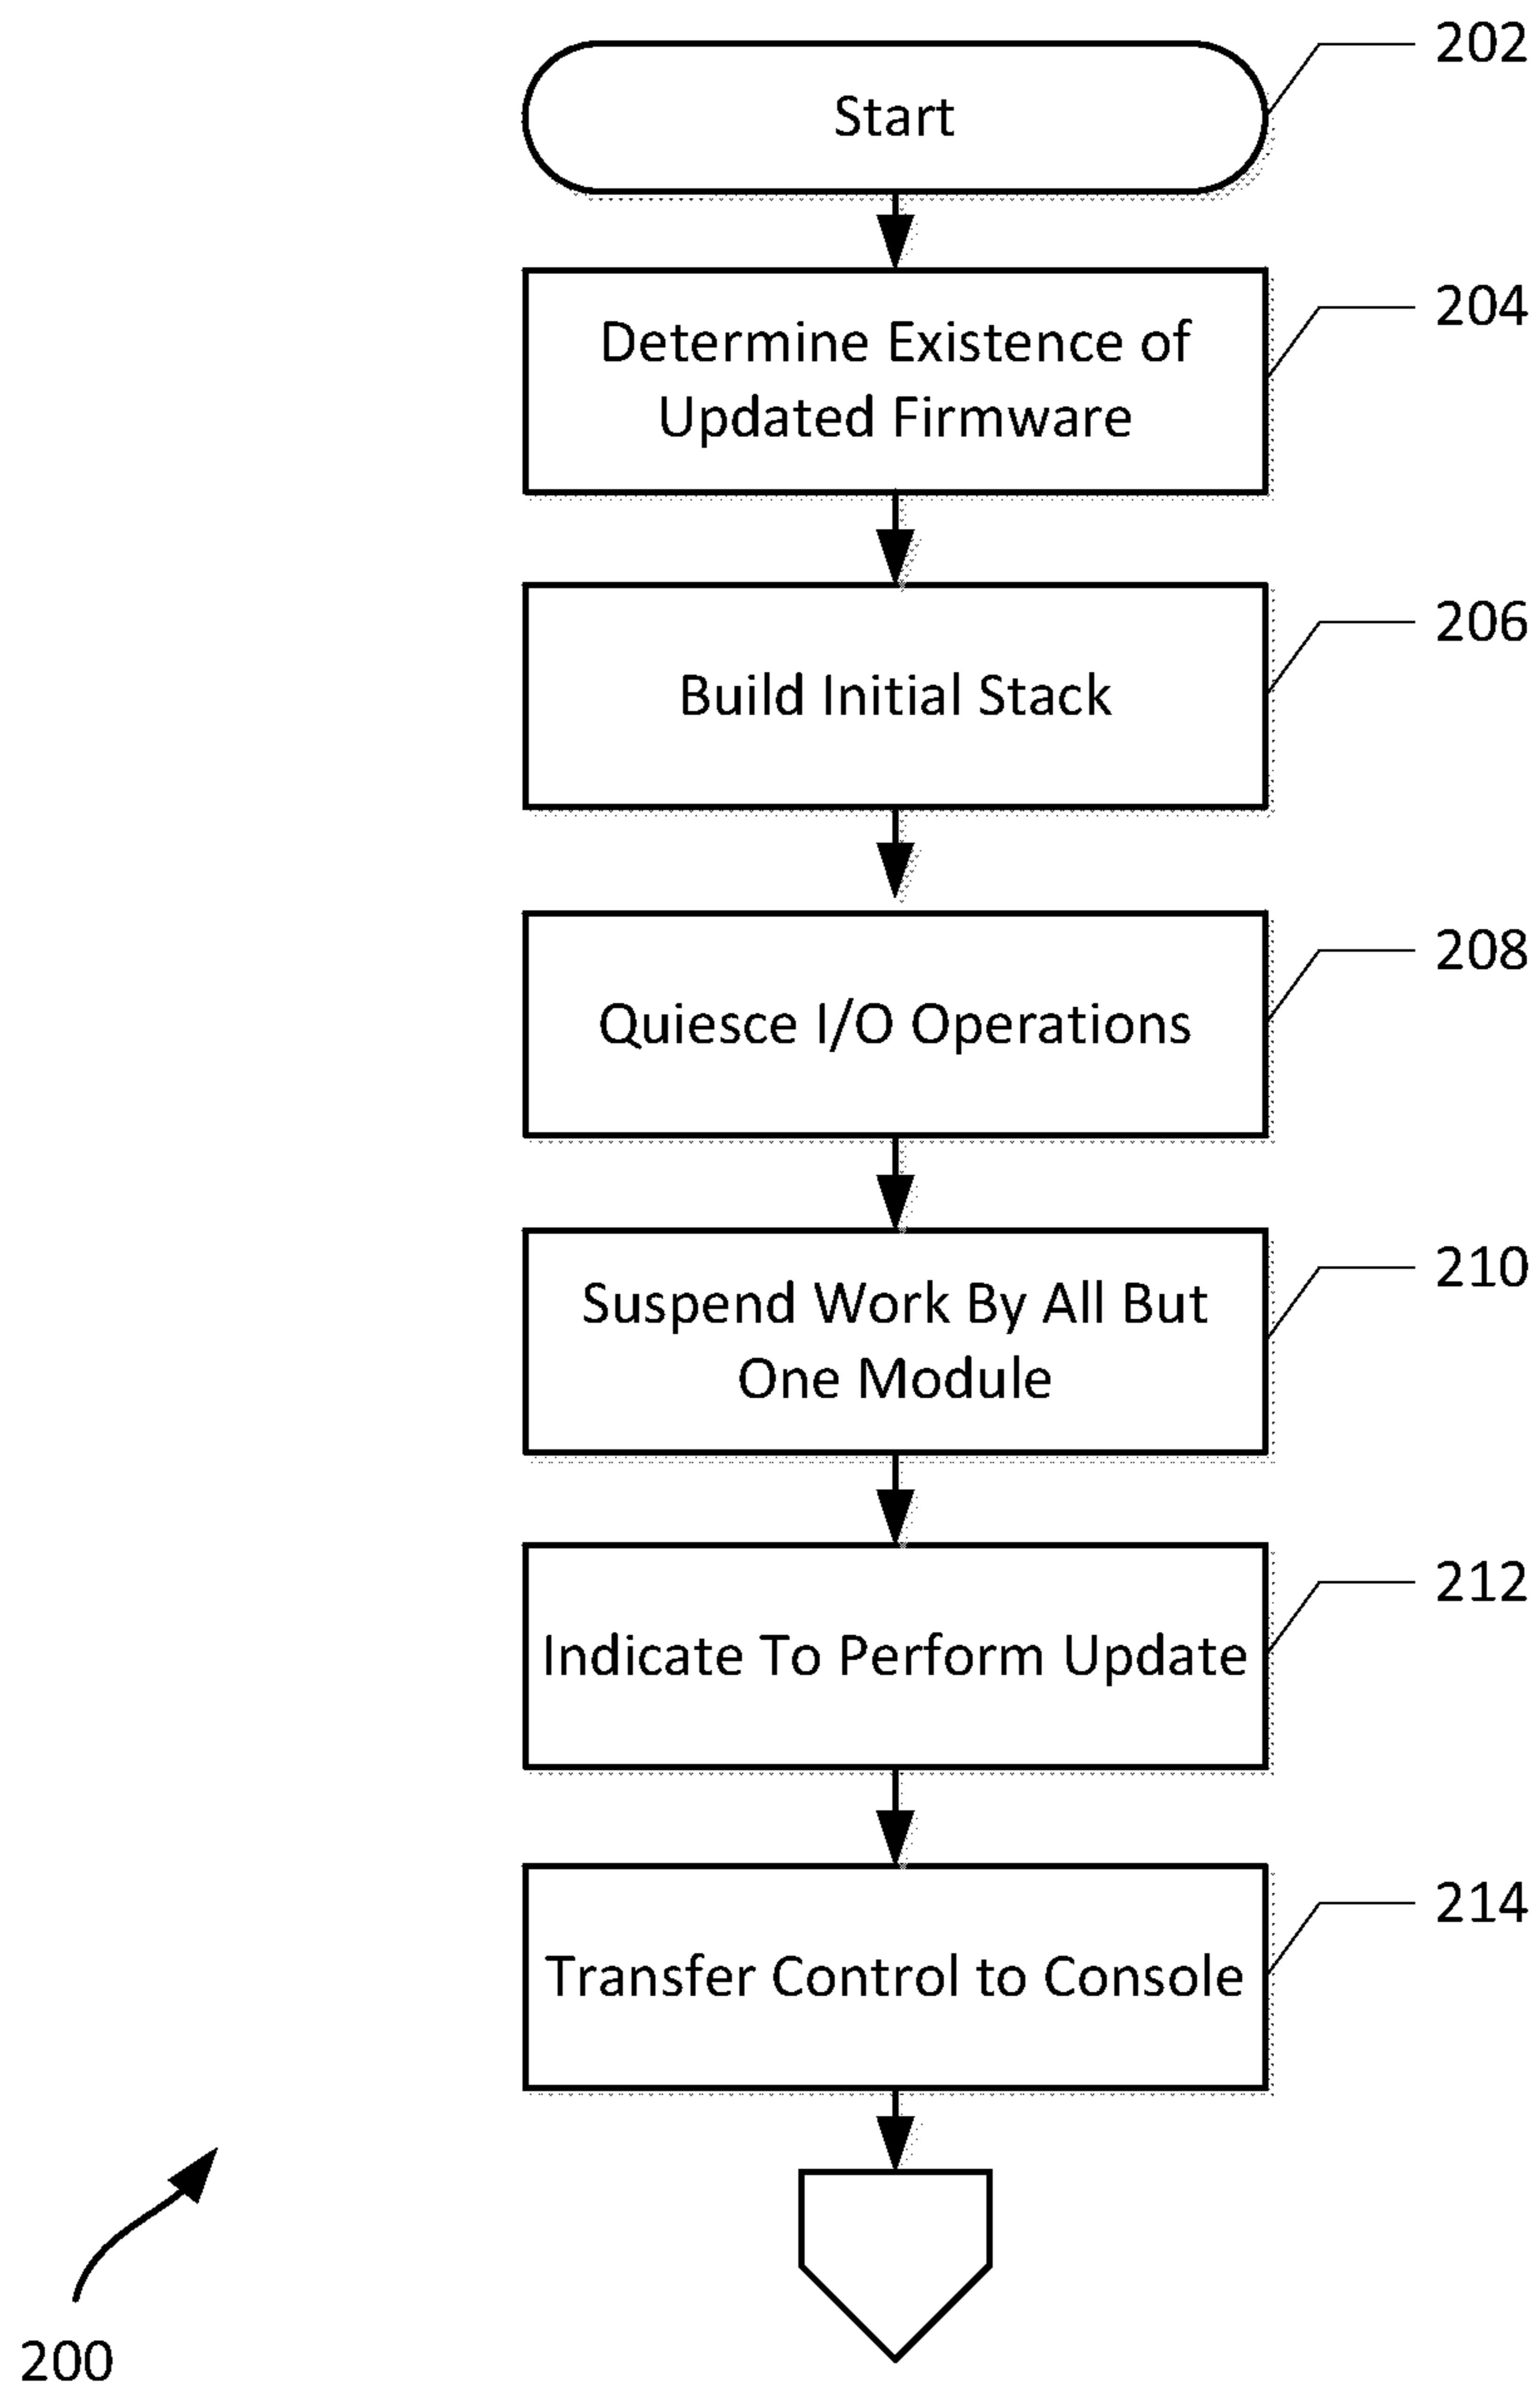 202
Start
204
Determine Existence of
Updated Firmware
206
Build Initial Stack
208
Quiesce I/O Operations
210
Suspend Work By All But
One Module
212
Indicate To Perform Update
214
Transfer Control to Console
200